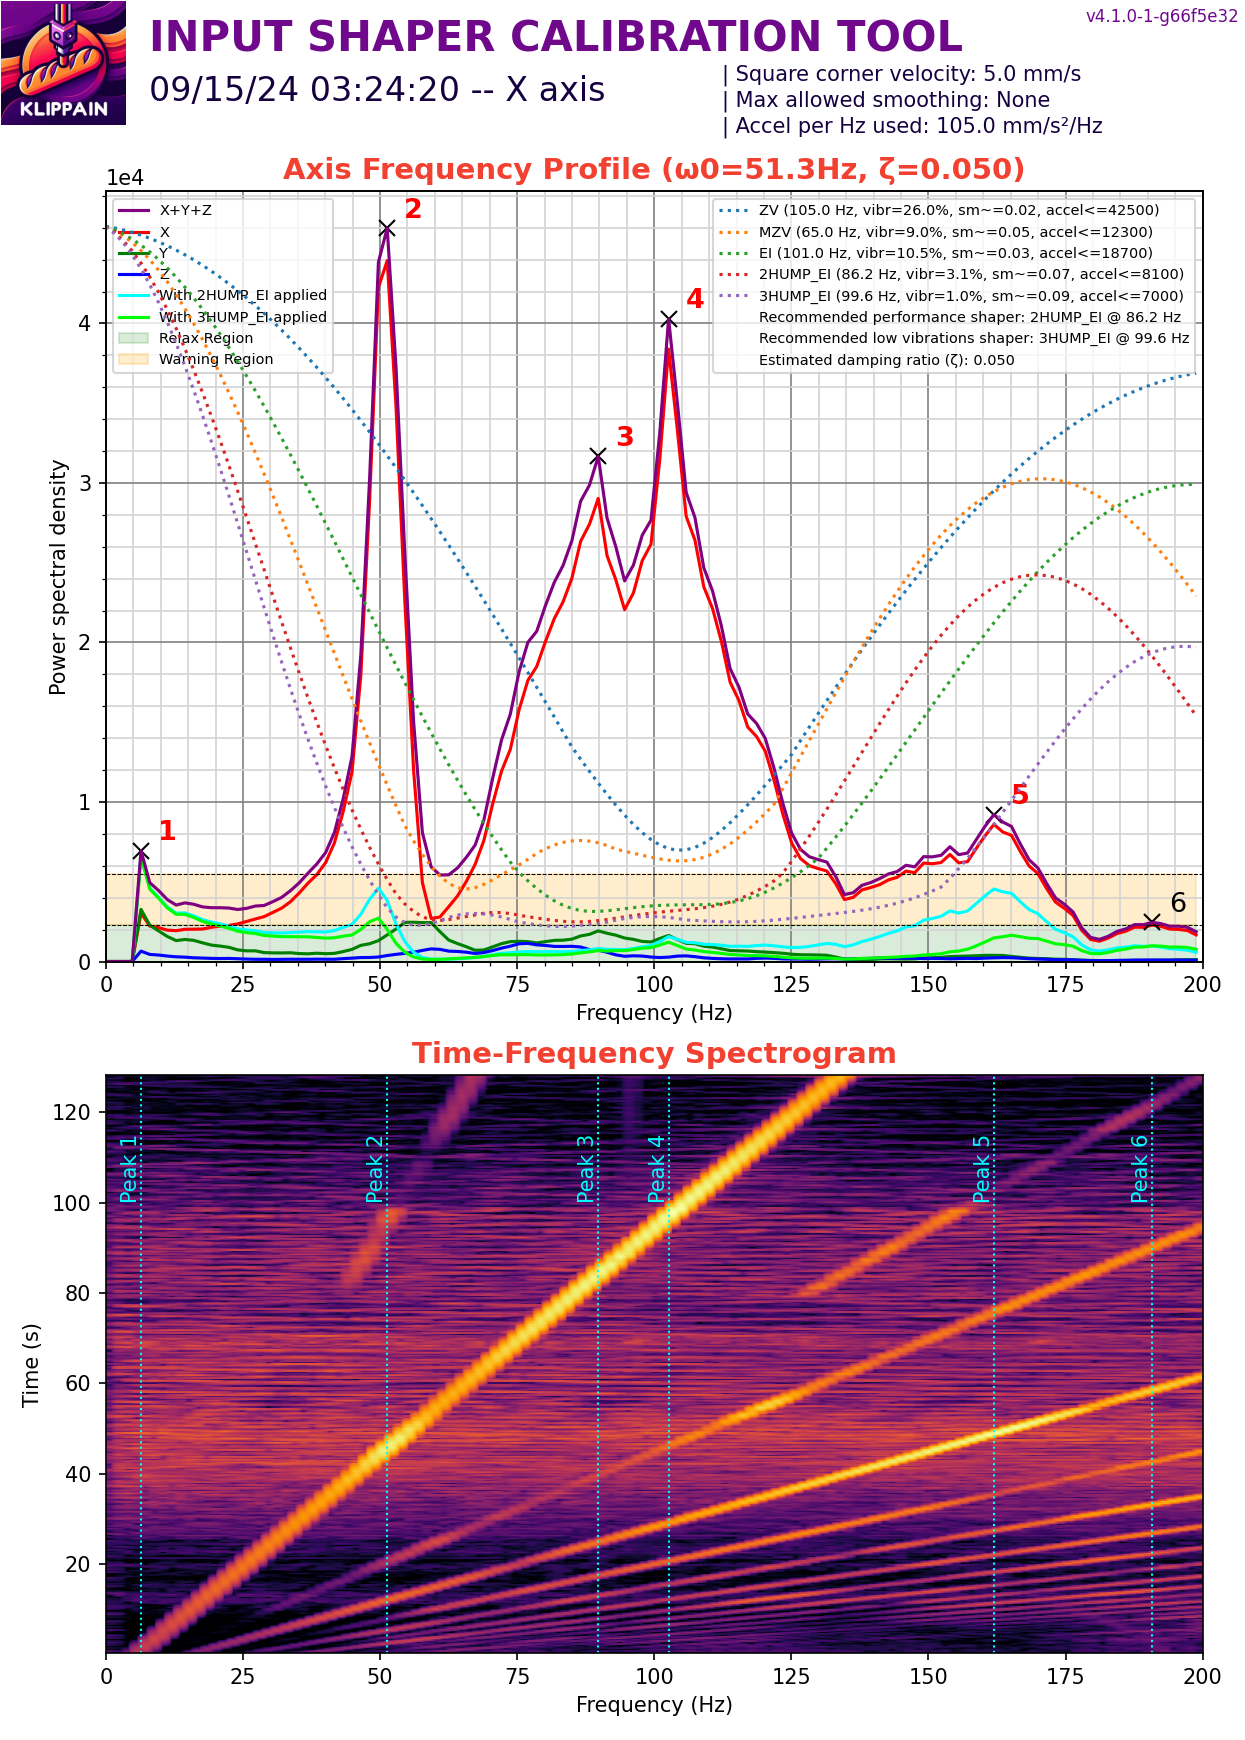 v4.1.0-1-g66f5e32
KLIPPAIN
INPUT SHAPER CALIBRATION TOOL
09/15/24 03:24:20 -- X axis
| Square corner velocity: 5.0 mm/s
| Max allowed smoothing: None
| Accel per Hz used: 105.0 mm/s²/Hz
Axis Frequency Profile (ω0=51.3Hz, ζ=0.050)
1e4
X+Y+Z
X
Y
Z
With 2HUMP_EI applied
With 3HUMP_EI applied
Relax Region
Warning Region
ZV (105.0 Hz, vibr=26.0%, sm~=0.02, accel<=42500)
MZV (65.0 Hz, vibr=9.0%, sm~=0.05, accel<=12300)
EI (101.0 Hz, vibr=10.5%, sm~=0.03, accel<=18700)
2HUMP_EI (86.2 Hz, vibr=3.1%, sm~=0.07, accel<=8100)
3HUMP_EI (99.6 Hz, vibr=1.0%, sm~=0.09, accel<=7000)
Recommended performance shaper: 2HUMP_EI @ 86.2 Hz
Recommended low vibrations shaper: 3HUMP_EI @ 99.6 Hz
Estimated damping ratio (ζ): 0.050
1
2
3
4
5
6
Power spectral density
4
3
2
1
0
0 25 50 75 100 125 150 175 200
Frequency (Hz)
Time-Frequency Spectrogram
Peak 1
Peak 2
Peak 3
Peak 4
Peak 5
Peak 6
Time (s)
120
100
80
60
40
20
0 25 50 75 100 125 150 175 200
Frequency (Hz)